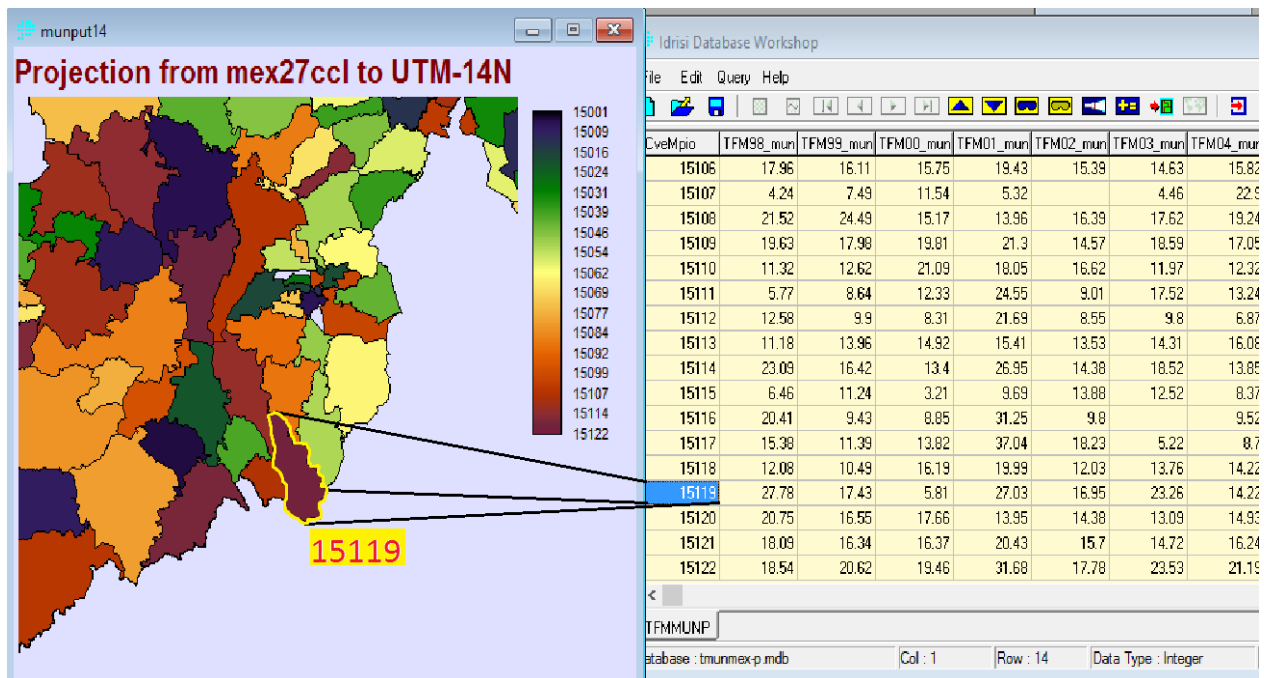 munput14
Projection from mex27ccl to UTM-14N
15001
15009
15016
15024
15031
15039
15046
15054
15062
15069
15077
15084
15092
15099
15107
15114
15122
15119
Idrisi Database Workshop
File Edit Query Help
CveMpio TFM98_mun TFM99_mun TFM00_mun TFM01_mun TFM02_mun TFM03_mun TFM04_mun
15106 17.96 16.11 15.75 19.43 15.39 14.63 15.82
15107 4.24 7.49 11.54 5.32 4.46 22.9
15108 21.52 24.49 15.17 13.96 16.39 17.62 19.24
15109 19.63 17.98 19.81 21.3 14.57 18.59 17.05
15110 11.32 12.62 21.09 18.05 16.62 11.97 12.32
15111 5.77 8.64 12.33 24.55 9.01 17.52 13.24
15112 12.58 9.9 8.31 21.69 8.55 9.8 6.87
15113 11.18 13.96 14.92 15.41 13.53 14.31 16.08
15114 23.09 16.42 13.4 26.95 14.38 18.52 13.85
15115 6.46 11.24 3.21 9.69 13.88 12.52 8.37
15116 20.41 9.43 8.85 31.25 9.8 9.52
15117 15.38 11.39 13.82 37.04 18.23 5.22 8.7
15118 12.08 10.49 16.19 19.99 12.03 13.76 14.22
15119 27.78 17.43 5.81 27.03 16.95 23.26 14.22
15120 20.75 16.55 17.66 13.95 14.38 13.09 14.93
15121 18.09 16.34 16.37 20.43 15.7 14.72 16.24
15122 18.54 20.62 19.46 31.68 17.78 23.53 21.19
TFMMUNP
atabase : tmunmex-p.mdb Col : 1 Row : 14 Data Type : Integer